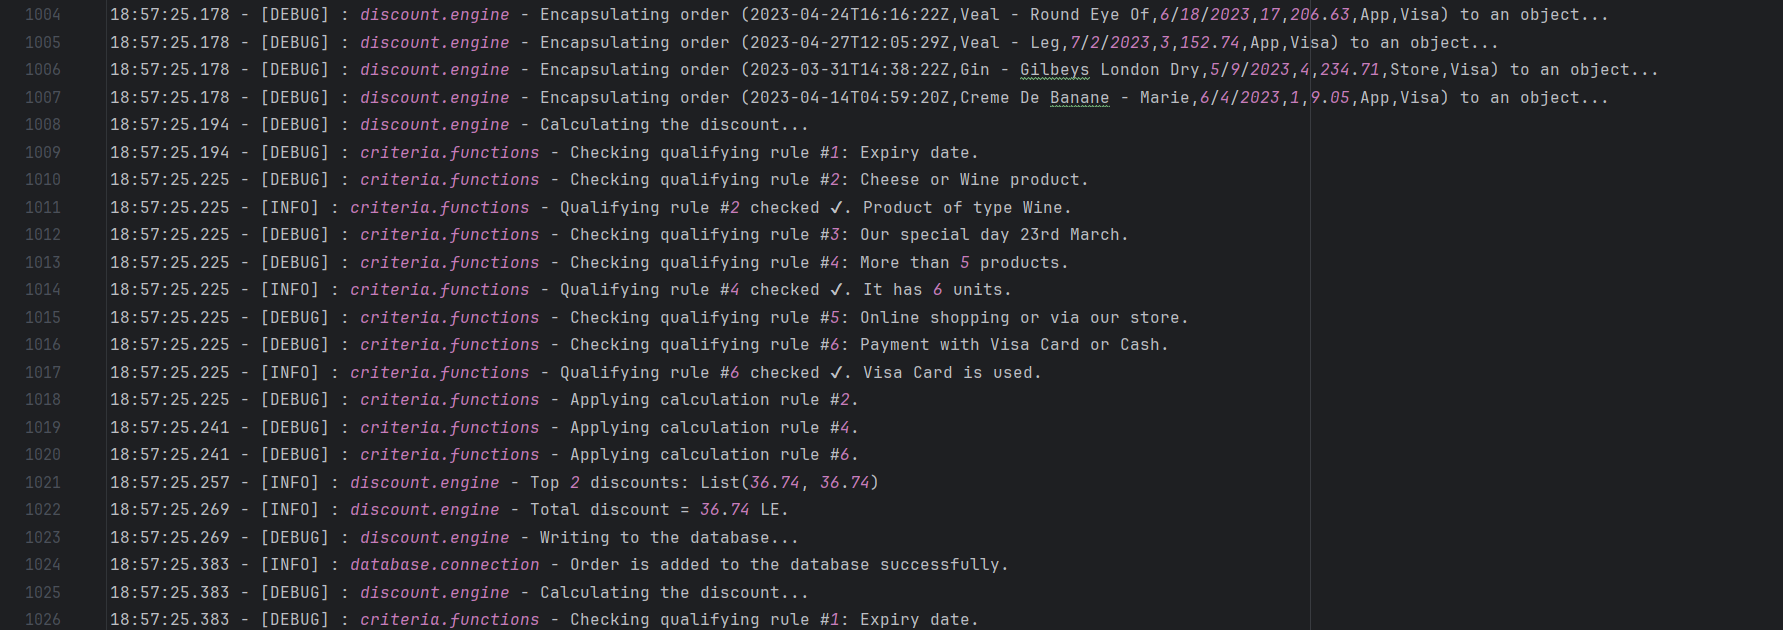 1004 18:57:25.178 - [DEBUG] : discount.engine - Encapsulating order (2023-04-24T16:16:22Z,Veal - Round Eye Of,6/18/2023,17,206.63,App,Visa) to an object...
1005 18:57:25.178 - [DEBUG] : discount.engine - Encapsulating order (2023-04-27T12:05:29Z,Veal - Leg,7/2/2023,3,152.74,App,Visa) to an object...
1006 18:57:25.178 - [DEBUG] : discount.engine - Encapsulating order (2023-03-31T14:38:22Z,Gin - Gilbeys London Dry,5/9/2023,4,234.71,Store,Visa) to an object...
1007 18:57:25.178 - [DEBUG] : discount.engine - Encapsulating order (2023-04-14T04:59:20Z,Creme De Banane - Marie,6/4/2023,1,9.05,App,Visa) to an object...
1008 18:57:25.194 - [DEBUG] : discount.engine - Calculating the discount...
1009 18:57:25.194 - [DEBUG] : criteria.functions - Checking qualifying rule #1: Expiry date.
1010 18:57:25.225 - [DEBUG] : criteria.functions - Checking qualifying rule #2: Cheese or Wine product.
1011 18:57:25.225 - [INFO] : criteria.functions - Qualifying rule #2 checked ✓. Product of type Wine.
1012 18:57:25.225 - [DEBUG] : criteria.functions - Checking qualifying rule #3: Our special day 23rd March.
1013 18:57:25.225 - [DEBUG] : criteria.functions - Checking qualifying rule #4: More than 5 products.
1014 18:57:25.225 - [INFO] : criteria.functions - Qualifying rule #4 checked ✓. It has 6 units.
1015 18:57:25.225 - [DEBUG] : criteria.functions - Checking qualifying rule #5: Online shopping or via our store.
1016 18:57:25.225 - [DEBUG] : criteria.functions - Checking qualifying rule #6: Payment with Visa Card or Cash.
1017 18:57:25.225 - [INFO] : criteria.functions - Qualifying rule #6 checked ✓. Visa Card is used.
1018 18:57:25.225 - [DEBUG] : criteria.functions - Applying calculation rule #2.
1019 18:57:25.241 - [DEBUG] : criteria.functions - Applying calculation rule #4.
1020 18:57:25.241 - [DEBUG] : criteria.functions - Applying calculation rule #6.
1021 18:57:25.257 - [INFO] : discount.engine - Top 2 discounts: List(36.74, 36.74)
1022 18:57:25.269 - [INFO] : discount.engine - Total discount = 36.74 LE.
1023 18:57:25.269 - [DEBUG] : discount.engine - Writing to the database...
1024 18:57:25.383 - [INFO] : database.connection - Order is added to the database successfully.
1025 18:57:25.383 - [DEBUG] : discount.engine - Calculating the discount...
1026 18:57:25.383 - [DEBUG] : criteria.functions - Checking qualifying rule #1: Expiry date.